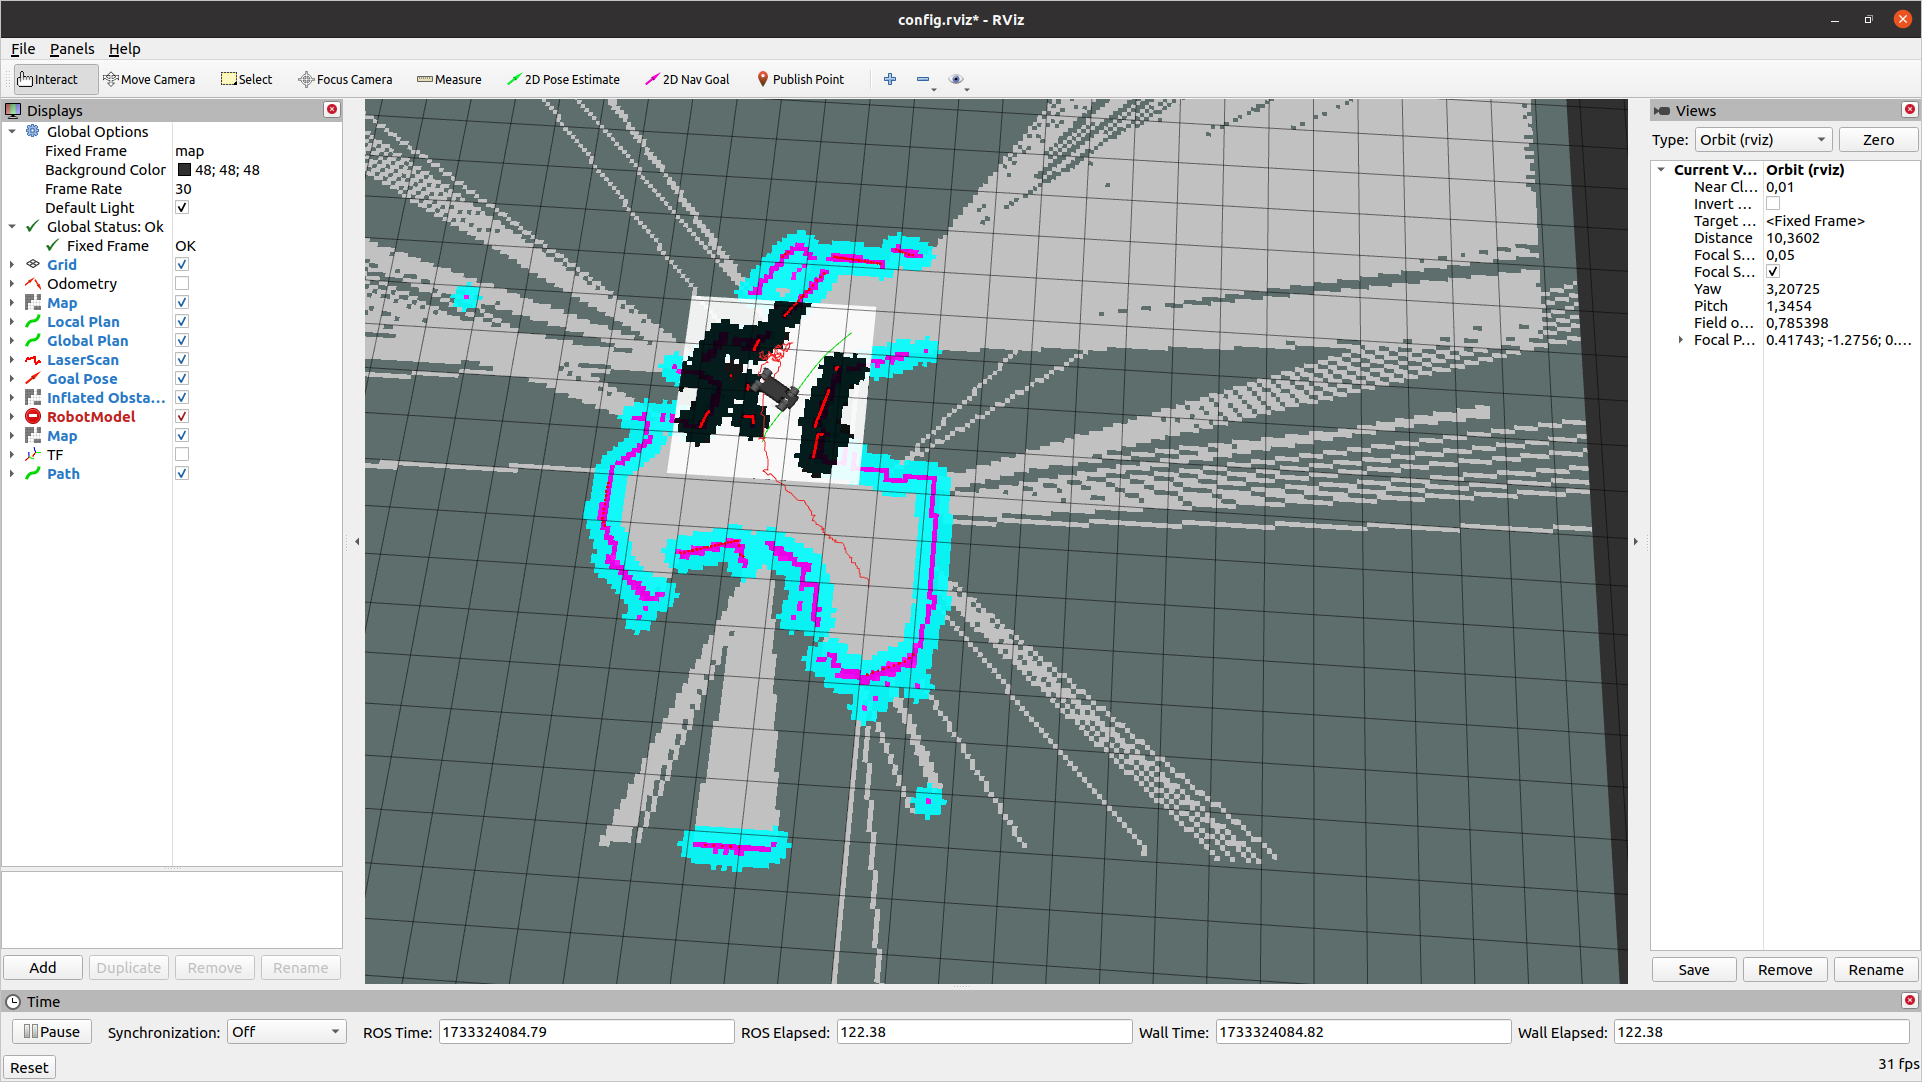 config.rviz* - RViz
File Panels Help
Interact Move Camera Select Focus Camera Measure 2D Pose Estimate 2D Nav Goal Publish Point
Displays
Global Options
Fixed Frame map
Background Color 48; 48; 48
Frame Rate 30
Default Light
Global Status: Ok
Fixed Frame OK
Grid
Odometry
Map
Local Plan
Global Plan
LaserScan
Goal Pose
Inflated Obsta...
RobotModel
Map
TF
Path
Add Duplicate Remove Rename
Views
Type: Orbit (rviz) Zero
Current V... Orbit (rviz)
Near Cl... 0,01
Invert ...
Target ... <Fixed Frame>
Distance 10,3602
Focal S... 0,05
Focal S...
Yaw 3,20725
Pitch 1,3454
Field o... 0,785398
Focal P... 0.41743; -1.2756; 0....
Save Remove Rename
Time
Pause Synchronization: Off ROS Time: 1733324084.79 ROS Elapsed: 122.38 Wall Time: 1733324084.82 Wall Elapsed: 122.38
Reset 31 fps